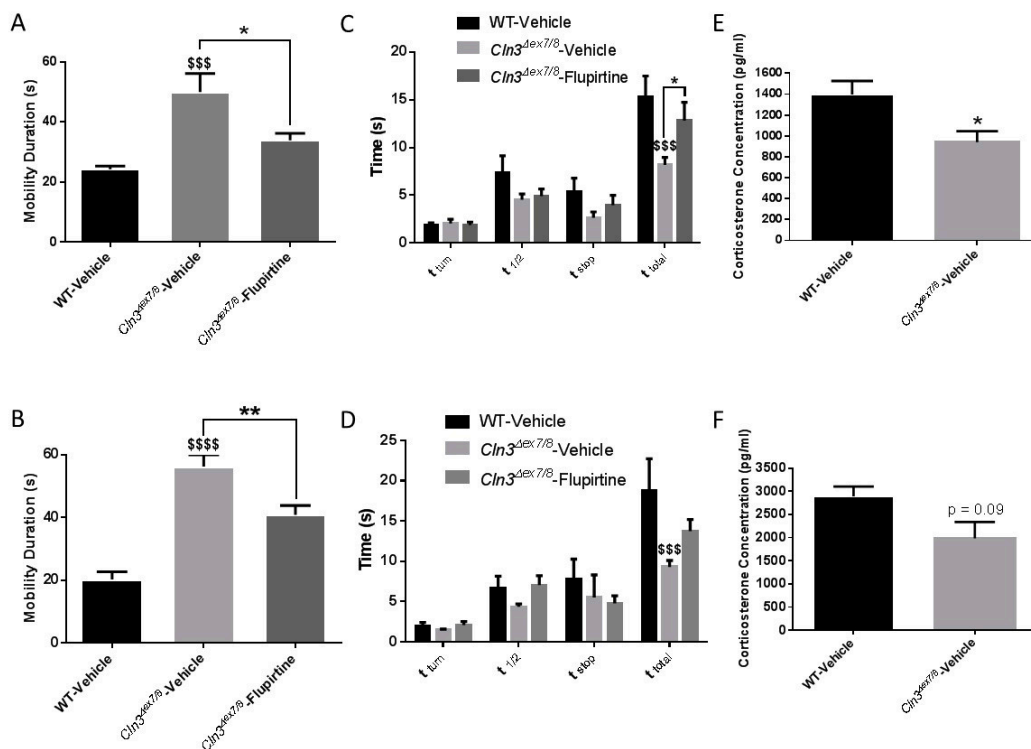 A
Mobility Duration (s)
60
40
20
0
$$$
*
WT-Vehicle
Cln3Δex7/8-Vehicle
Cln3Δex7/8-Flupirtine
C
WT-Vehicle
Cln3Δex7/8-Vehicle
Cln3Δex7/8-Flupirtine
Time (s)
20
15
10
5
0
$$$
*
t turn
t 1/2
t stop
t total
E
Corticosterone Concentration (pg/ml)
1600
1400
1200
1000
800
600
400
200
0
*
WT-Vehicle
Cln3Δex7/8-Vehicle
B
Mobility Duration (s)
60
40
20
0
$$$$
**
WT-Vehicle
Cln3Δex7/8-Vehicle
Cln3Δex7/8-Flupirtine
D
WT-Vehicle
Cln3Δex7/8-Vehicle
Cln3Δex7/8-Flupirtine
Time (s)
25
20
15
10
5
0
$$$
t turn
t 1/2
t stop
t total
F
Corticosterone Concentration (pg/ml)
3500
3000
2500
2000
1500
1000
500
0
p = 0.09
WT-Vehicle
Cln3Δex7/8-Vehicle